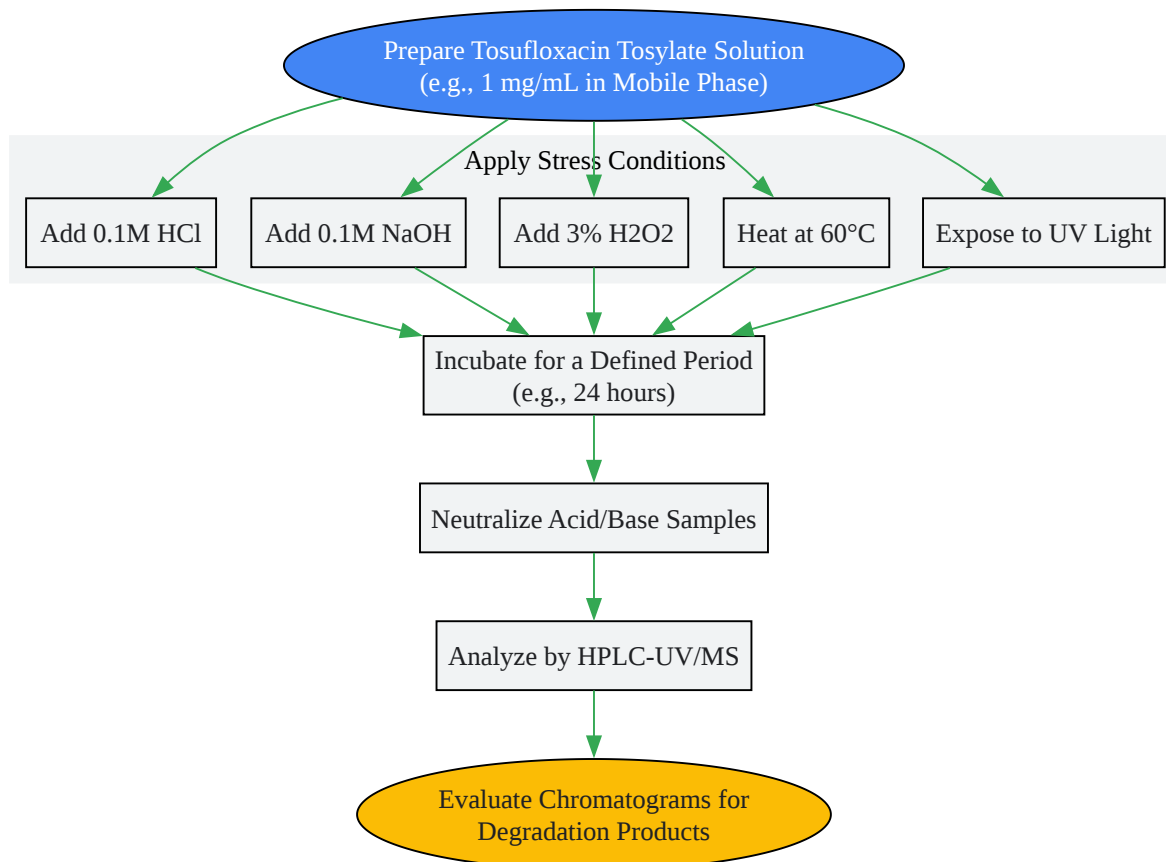 Prepare Tosufloxacin Tosylate Solution
(e.g., 1 mg/mL in Mobile Phase)
Apply Stress Conditions
Add 0.1M HCl
Add 0.1M NaOH
Add 3% H2O2
Heat at 60°C
Expose to UV Light
Incubate for a Defined Period
(e.g., 24 hours)
Neutralize Acid/Base Samples
Analyze by HPLC-UV/MS
Evaluate Chromatograms for
Degradation Products